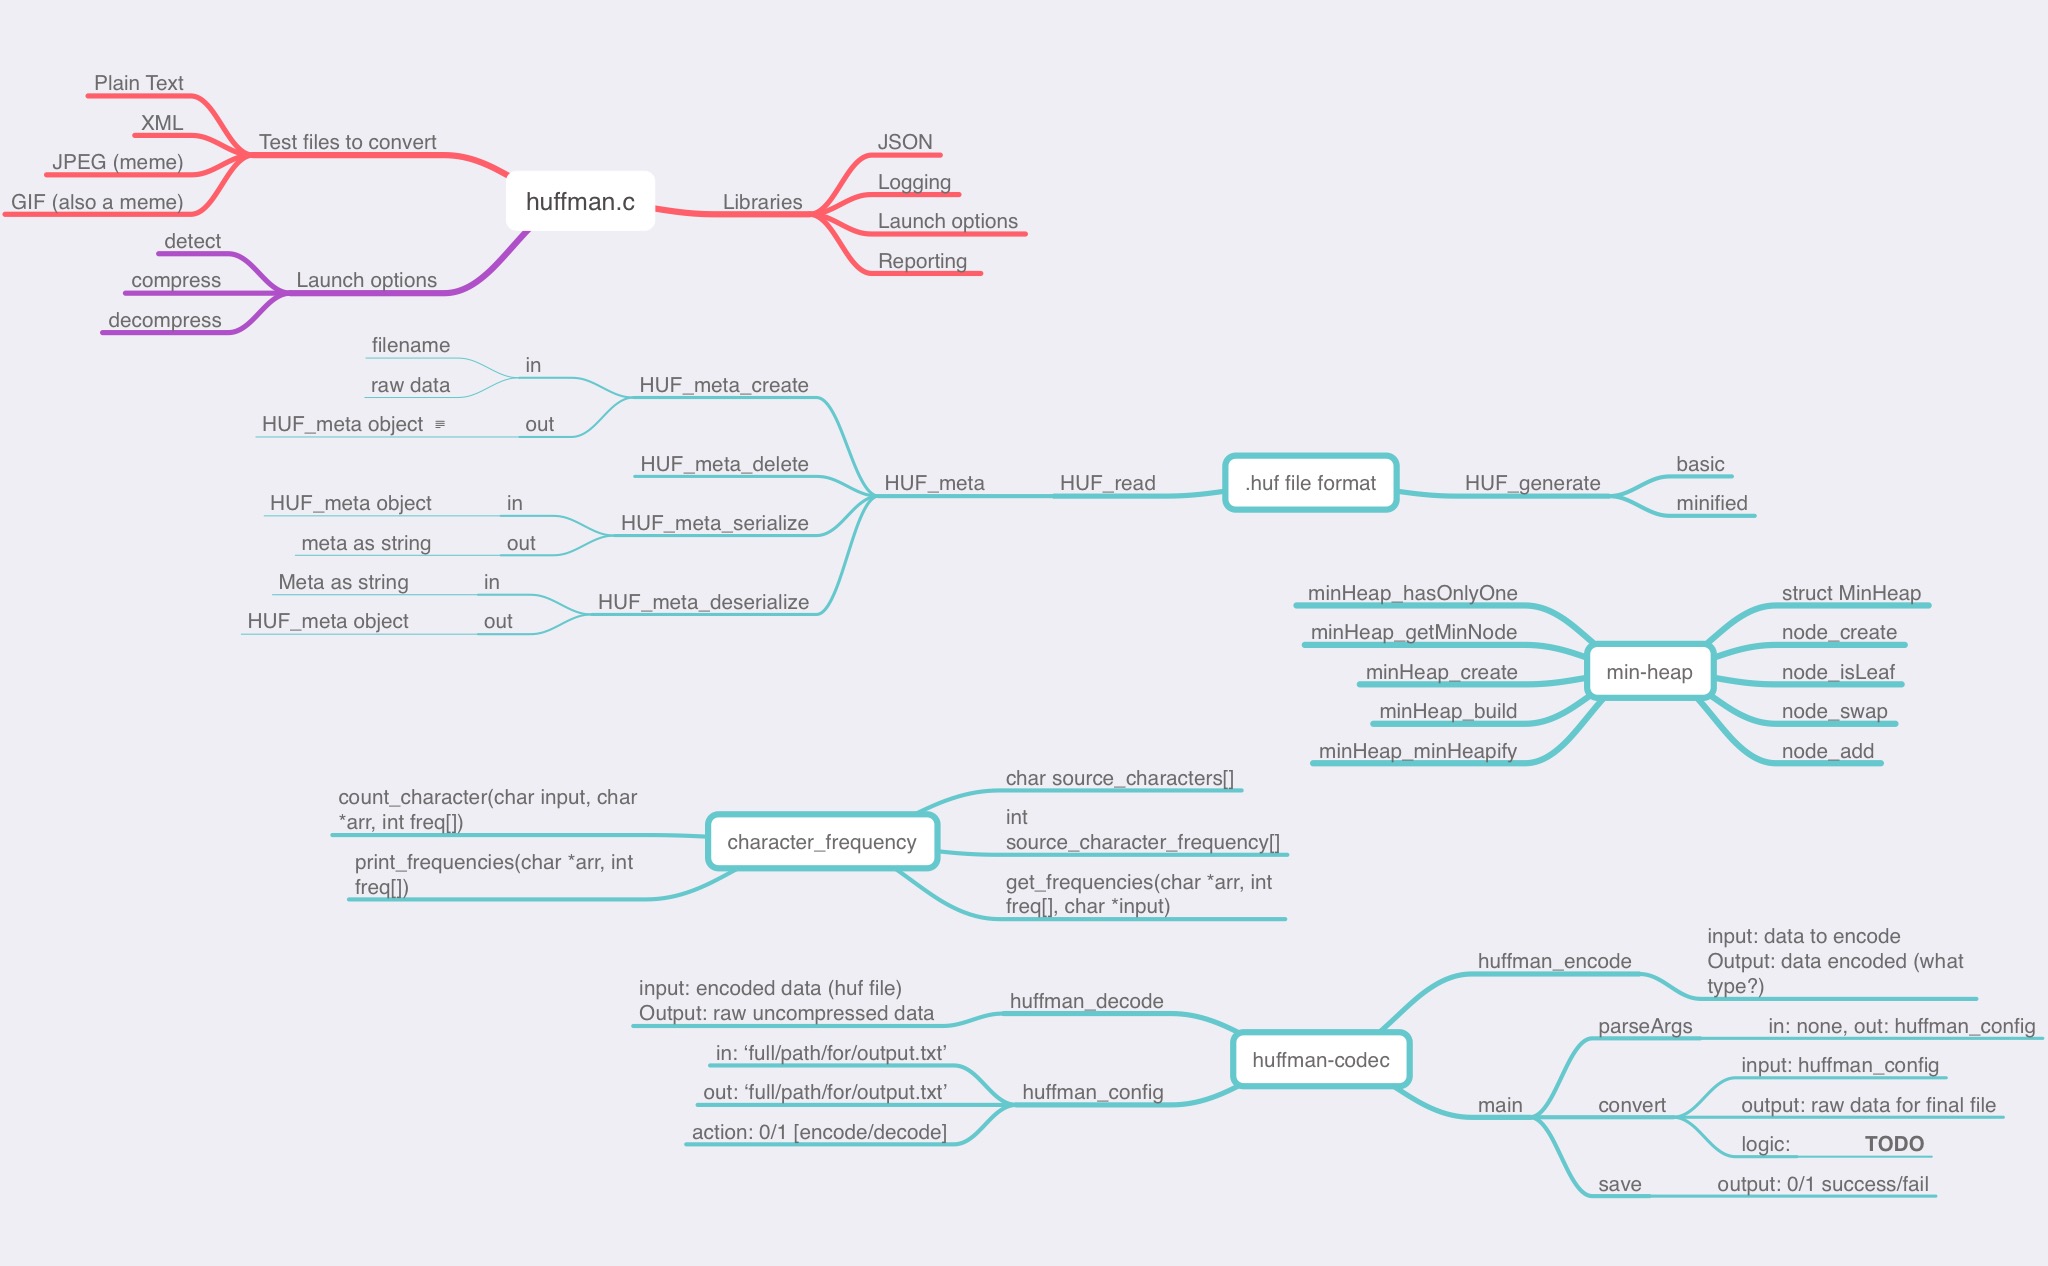 Plain Text
XML
JPEG (meme)
GIF (also a meme)
Test files to convert
detect
compress
decompress
Launch options
huffman.c
Libraries
JSON
Logging
Launch options
Reporting
filename
raw data
in
HUF_meta object
out
HUF_meta_create
HUF_meta_delete
HUF_meta object
in
meta as string
out
HUF_meta_serialize
Meta as string
in
HUF_meta object
out
HUF_meta_deserialize
HUF_meta
HUF_read
.huf file format
HUF_generate
basic
minified
minHeap_hasOnlyOne
minHeap_getMinNode
minHeap_create
minHeap_build
minHeap_minHeapify
min-heap
struct MinHeap
node_create
node_isLeaf
node_swap
node_add
count_character(char input, char
*arr, int freq[])
print_frequencies(char *arr, int
freq[])
character_frequency
char source_characters[]
int
source_character_frequency[]
get_frequencies(char *arr, int
freq[], char *input)
input: encoded data (huf file)
Output: raw uncompressed data
huffman_decode
in: ‘full/path/for/output.txt’
out: ‘full/path/for/output.txt’
action: 0/1 [encode/decode]
huffman_config
huffman-codec
huffman_encode
input: data to encode
Output: data encoded (what
type?)
main
parseArgs
in: none, out: huffman_config
convert
input: huffman_config
output: raw data for final file
logic:
TODO
save
output: 0/1 success/fail